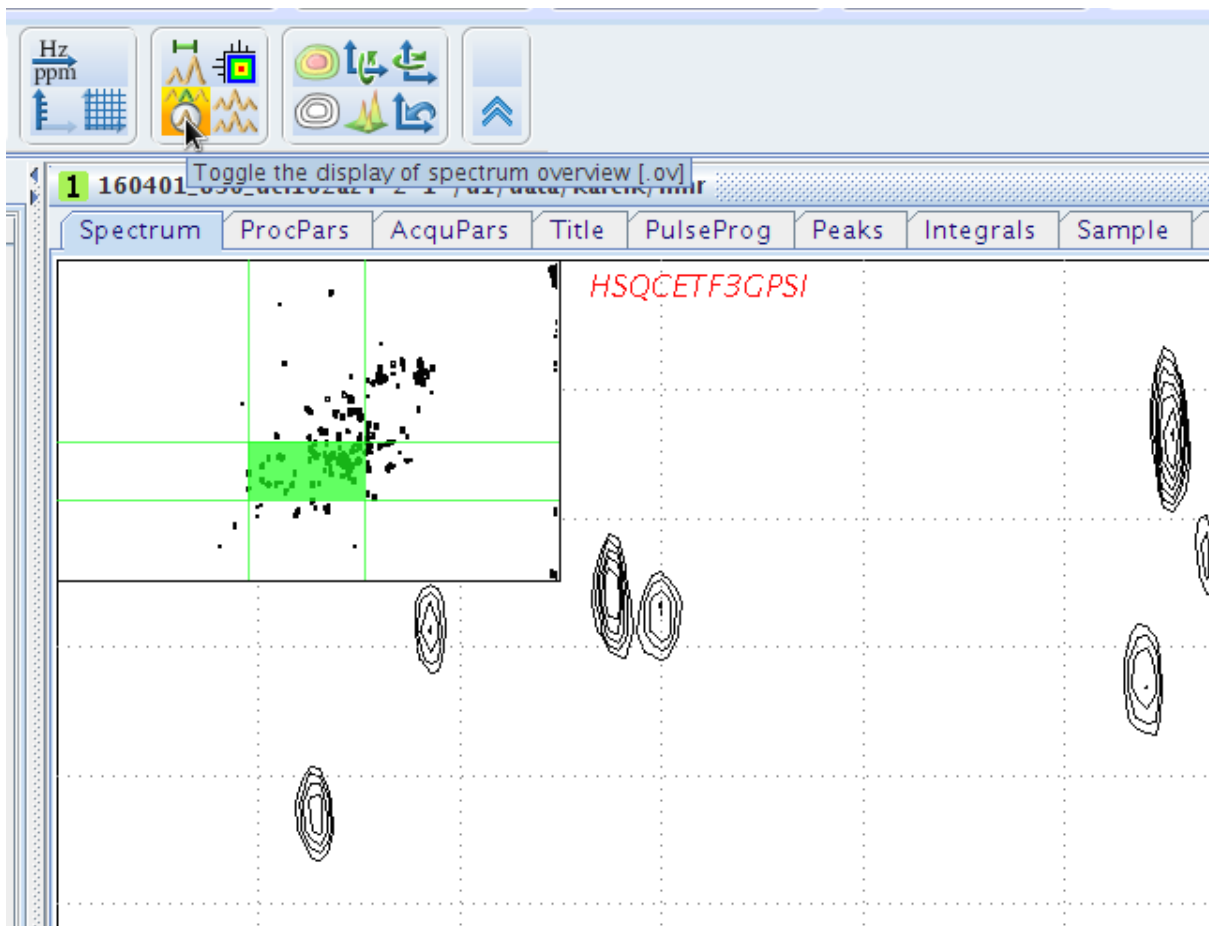 Hz
ppm
Toggle the display of spectrum overview [.ov]
1
Spectrum ProcPars AcquPars Title PulseProg Peaks Integrals Sample
HSQCETF3GPSI